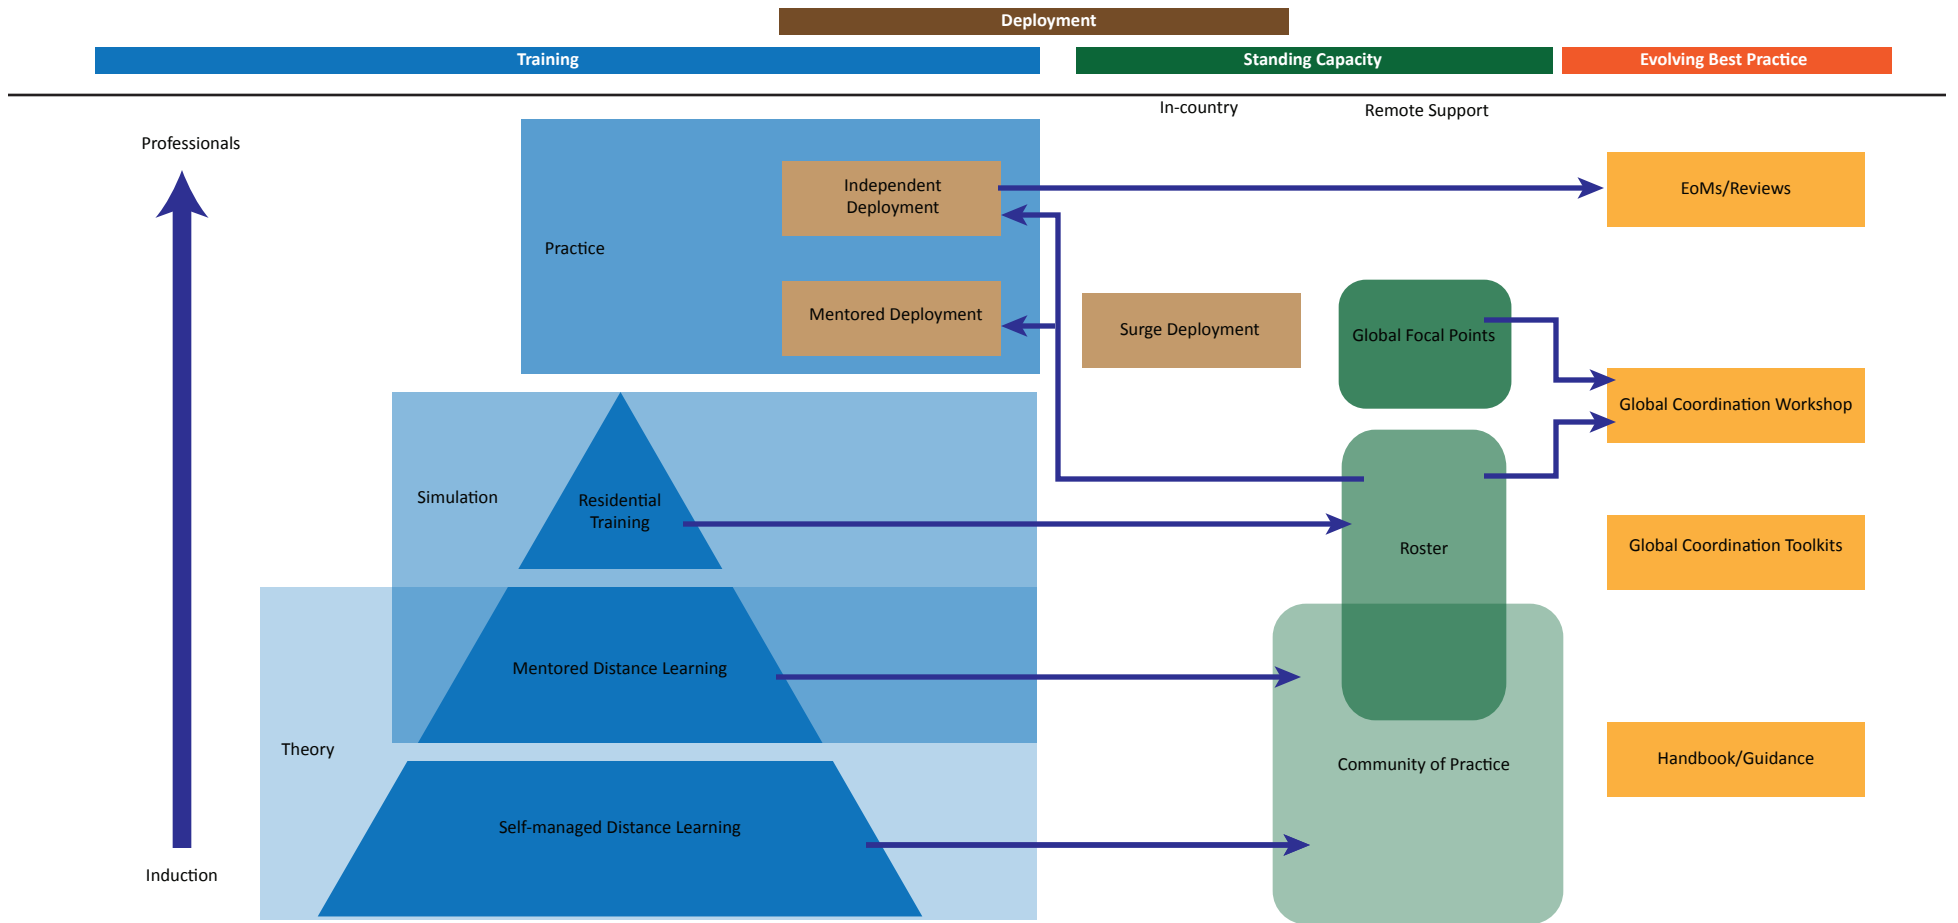 Deployment
Training
Standing Capacity
Evolving Best Practice
In-country
Remote Support
Professionals
Independent
Deployment
EoMs/Reviews
Practice
Mentored Deployment
Surge Deployment
Global Focal Points
Global Coordination Workshop
Simulation
Residential
Training
Roster
Global Coordination Toolkits
Mentored Distance Learning
Theory
Community of Practice
Handbook/Guidance
Self-managed Distance Learning
Induction